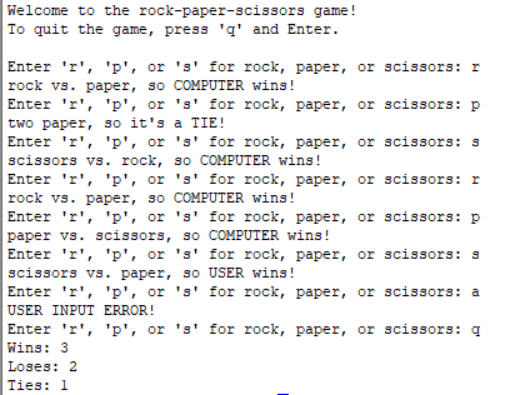 Welcome to the rock-paper-scissors game!
To quit the game, press 'q' and Enter.
Enter 'r', 'p', or 's' for rock, paper, or scissors: r
rock vs. paper, so COMPUTER wins!
Enter 'r', 'p', or 's' for rock, paper, or scissors: p
two paper, so it's a TIE!
Enter 'r', 'p', or 's' for rock, paper, or scissors: s
scissors vs. rock, so COMPUTER wins!
Enter 'r', 'p', or 's' for rock, paper, or scissors: r
rock vs. paper, so COMPUTER wins!
Enter 'r', 'p', or 's' for rock, paper, or scissors: p
paper vs. scissors, so COMPUTER wins!
Enter 'r', 'p', or 's' for rock, paper, or scissors: s
scissors vs. paper, so USER wins!
Enter 'r', 'p', or 's' for rock, paper, or scissors: a
USER INPUT ERROR!
Enter 'r', 'p', or 's' for rock, paper, or scissors: q
Wins: 3
Loses: 2
Ties: 1